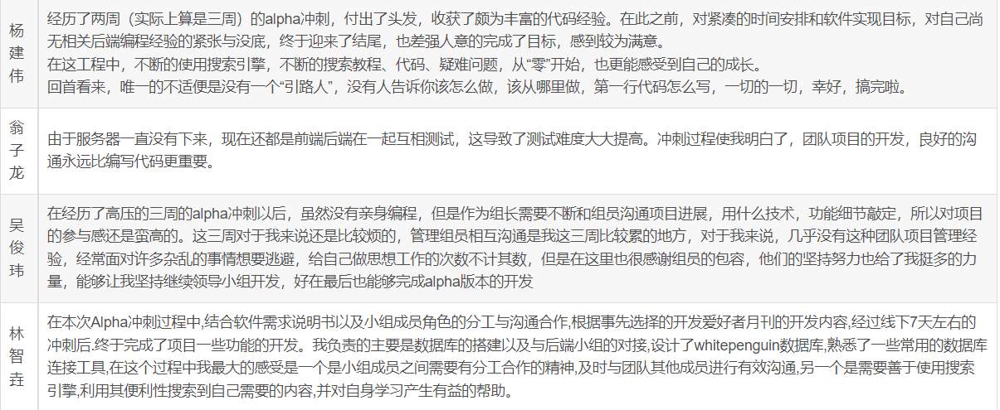 杨建伟
经历了两周（实际上算是三周）的alpha冲刺，付出了头发，收获了颇为丰富的代码经验。在此之前，对紧凑的时间安排和软件实现目标，对自己尚
无相关后端编程经验的紧张与没底，终于迎来了结尾，也差强人意的完成了目标，感到较为满意。
在这工程中，不断的使用搜索引擎，不断的搜索教程、代码、疑难问题，从“零”开始，也更能感受到自己的成长。
回首看来，唯一的不适便是没有一个“引路人”，没有人告诉你该怎么做，该从哪里做，第一行代码怎么写，一切的一切，幸好，搞完啦。
翁子龙
由于服务器一直没有下来，现在还都是前端后端在一起互相测试，这导致了测试难度大大提高。冲刺过程使我明白了，团队项目的开发，良好的沟
通永远比编写代码更重要。
吴俊玮
在经历了高压的三周的alpha冲刺以后，虽然没有亲身编程，但是作为组长需要不断和组员沟通项目进展，用什么技术，功能细节敲定，所以对项目
的参与感还是蛮高的。这三周对于我来说还是比较烦的，管理组员相互沟通是我这三周比较累的地方，对于我来说，几乎没有这种团队项目管理经
验，经常面对许多杂乱的事情想要逃避，给自己做思想工作的次数不计其数，但是在这里也很感谢组员的包容，他们的坚持努力也给了我挺多的力
量，能够让我坚持继续领导小组开发，好在最后也能够完成alpha版本的开发
林智垚
在本次Alpha冲刺过程中,结合软件需求说明书以及小组成员角色的分工与沟通合作,根据事先选择的开发爱好者月刊的开发内容,经过线下7天左右的
冲刺后,终于完成了项目一些功能的开发。我负责的主要是数据库的搭建以及与后端小组的对接,设计了whitepenguin数据库,熟悉了一些常用的数据库
连接工具,在这个过程中我最大的感受是一个是小组成员之间需要有分工合作的精神,及时与团队其他成员进行有效沟通,另一个是需要善于使用搜索
引擎,利用其便利性搜索到自己需要的内容,并对自身学习产生有益的帮助。